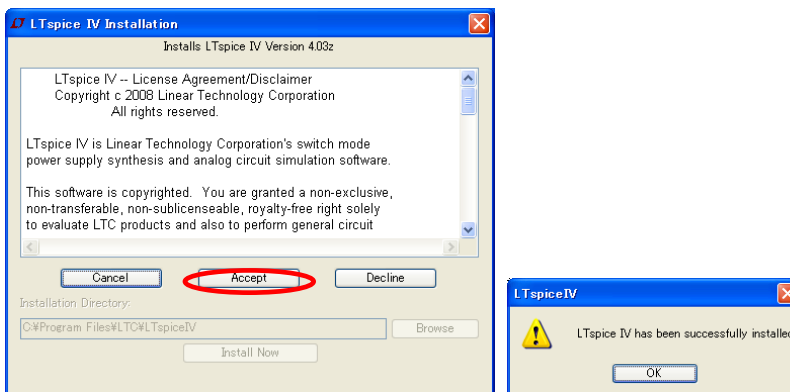 LTspice IV Installation
Installs LTspice IV Version 4.03z
LTspice IV -- License Agreement/Disclaimer
Copyright c 2008 Linear Technology Corporation
All rights reserved.
LTspice IV is Linear Technology Corporation's switch mode
power supply synthesis and analog circuit simulation software.
This software is copyrighted.  You are granted a non-exclusive,
non-transferable, non-sublicenseable, royalty-free right solely
to evaluate LTC products and also to perform general circuit
Cancel
Accept
Decline
Installation Directory:
C:¥Program Files¥LTC¥LTspiceIV
Browse
Install Now
LTspiceIV
LTspice IV has been successfully installed
OK